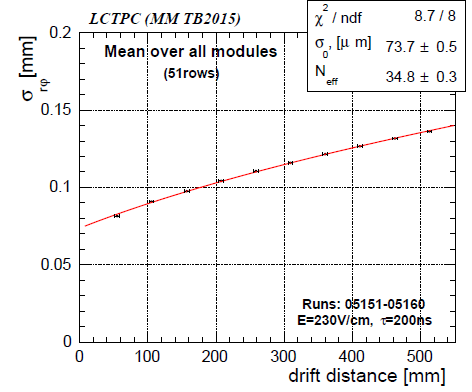 LCTPC (MM TB2015)
χ² / ndf 8.7 / 8
σ₀, [μ m] 73.7 ± 0.5
N_eff 34.8 ± 0.3
Mean over all modules
(51rows)
σ_rφ [mm]
0.2
0.15
0.1
0.05
0
Runs: 05151-05160
E=230V/cm, τ=200ns
0 100 200 300 400 500
drift distance [mm]